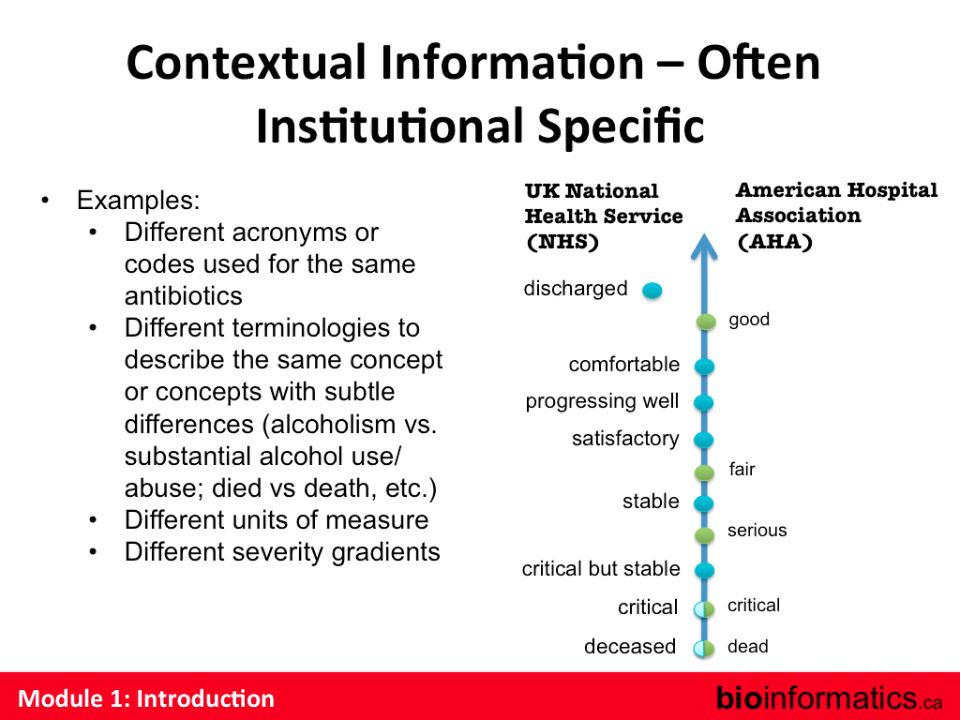 Contextual Information – Often
Institutional Specific
• Examples:
• Different acronyms or
codes used for the same
antibiotics
• Different terminologies to
describe the same concept
or concepts with subtle
differences (alcoholism vs.
substantial alcohol use/
abuse; died vs death, etc.)
• Different units of measure
• Different severity gradients
UK National
Health Service
(NHS)
American Hospital
Association
(AHA)
discharged
good
comfortable
progressing well
satisfactory
fair
stable
serious
critical but stable
critical
critical
deceased
dead
Module 1: Introduction
bioinformatics.ca